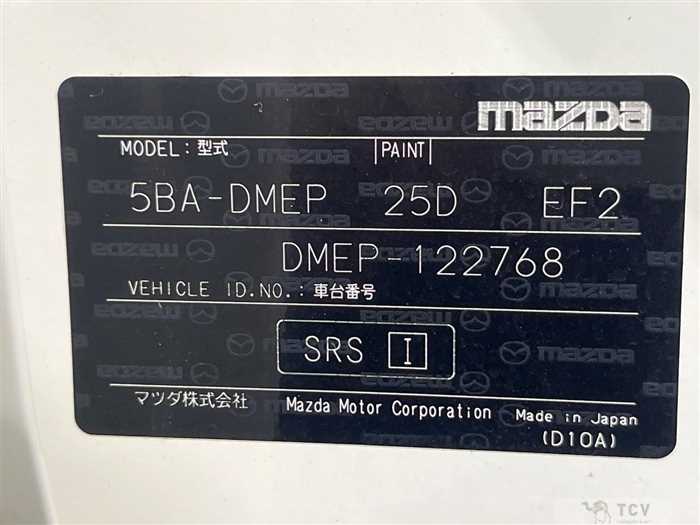 mazda
MODEL: 型式 PAINT
5BA-DMEP 25D EF2
DMEP-122768
VEHICLE ID.NO.: 車台番号
SRS I
マツダ株式会社 Mazda Motor Corporation Made in Japan
(D10A)
TCV